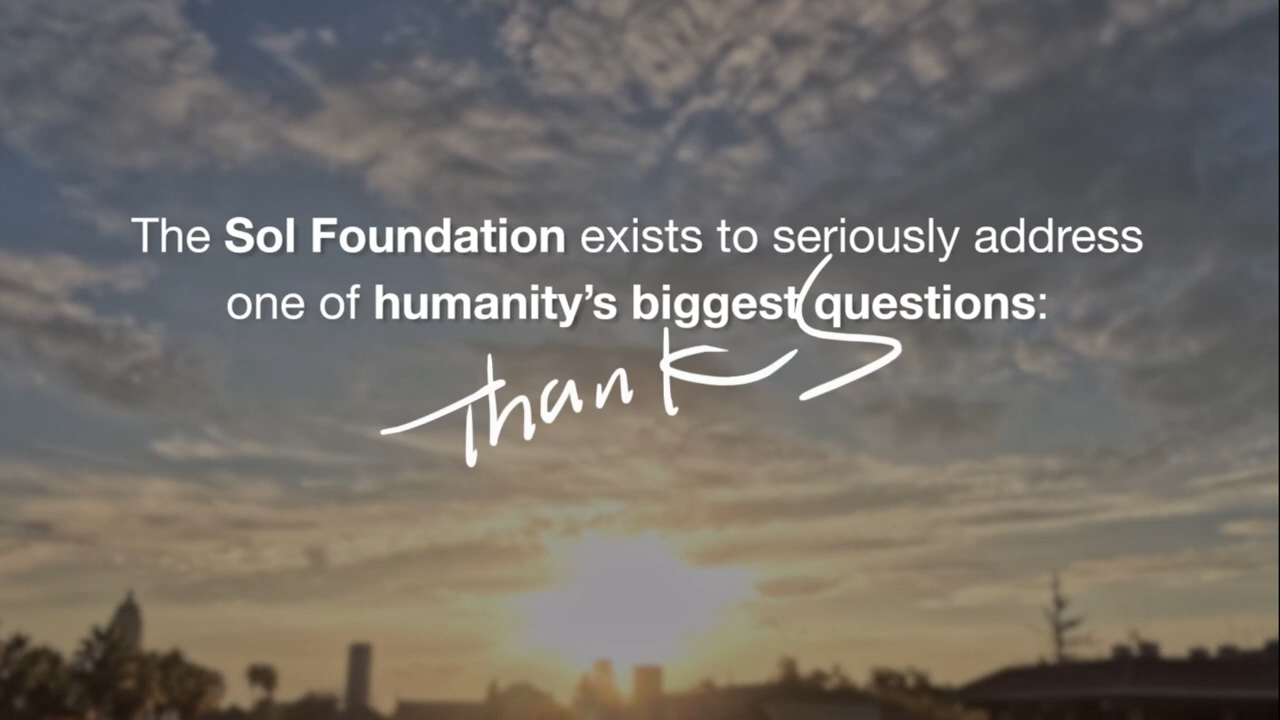 The Sol Foundation exists to seriously address
one of humanity’s biggest questions:
Thanks